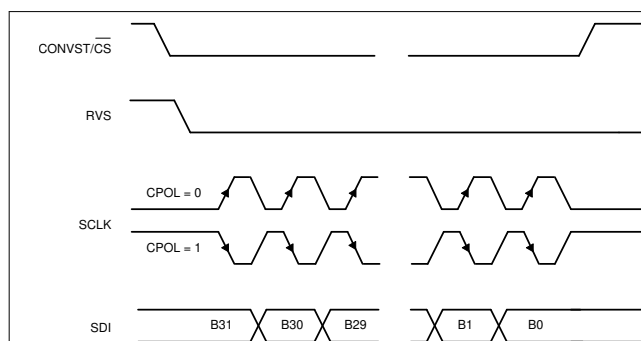 CONVST/CS
RVS
CPOL = 0
SCLK
CPOL = 1
SDI B31 B30 B29 B1 B0